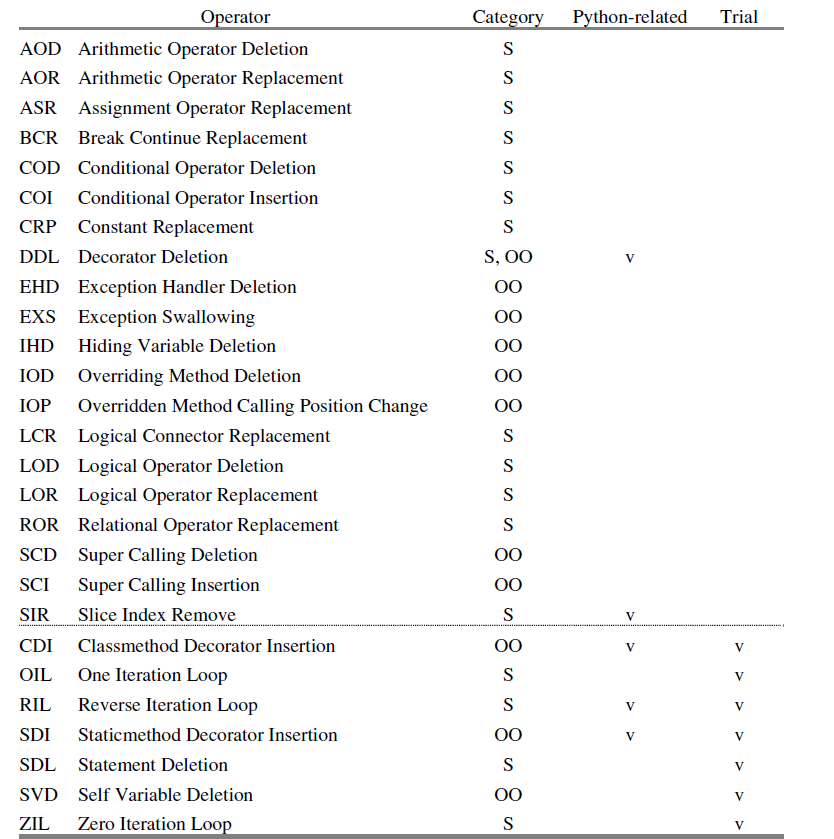 Operator Category Python-related Trial
AOD Arithmetic Operator Deletion S
AOR Arithmetic Operator Replacement S
ASR Assignment Operator Replacement S
BCR Break Continue Replacement S
COD Conditional Operator Deletion S
COI Conditional Operator Insertion S
CRP Constant Replacement S
DDL Decorator Deletion S, OO v
EHD Exception Handler Deletion OO
EXS Exception Swallowing OO
IHD Hiding Variable Deletion OO
IOD Overriding Method Deletion OO
IOP Overridden Method Calling Position Change OO
LCR Logical Connector Replacement S
LOD Logical Operator Deletion S
LOR Logical Operator Replacement S
ROR Relational Operator Replacement S
SCD Super Calling Deletion OO
SCI Super Calling Insertion OO
SIR Slice Index Remove S v
CDI Classmethod Decorator Insertion OO v v
OIL One Iteration Loop S v
RIL Reverse Iteration Loop S v v
SDI Staticmethod Decorator Insertion OO v v
SDL Statement Deletion S v
SVD Self Variable Deletion OO v
ZIL Zero Iteration Loop S v